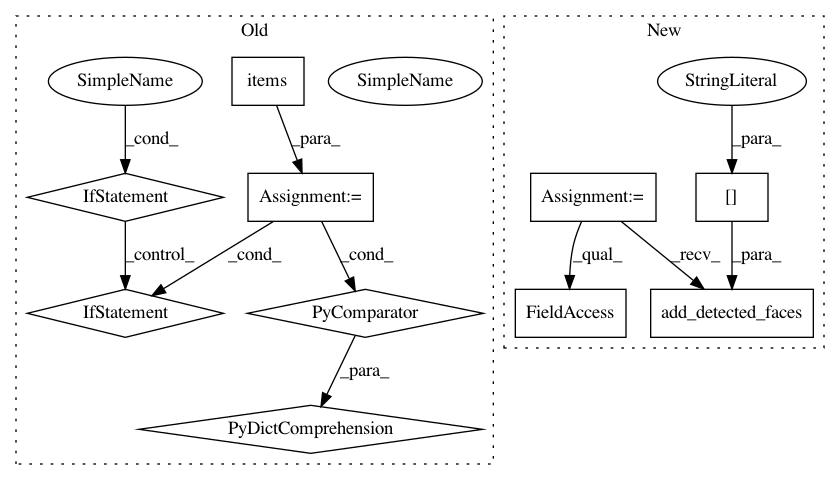 Old
New
SimpleName
items
SimpleName
StringLiteral
_cond_
_para_
_para_
IfStatement
Assignment:=
Assignment:=
[]
_control_
_cond_
_cond_
_qual_
_recv_
_para_
IfStatement
PyComparator
FieldAccess
add_detected_faces
_para_
PyDictComprehension